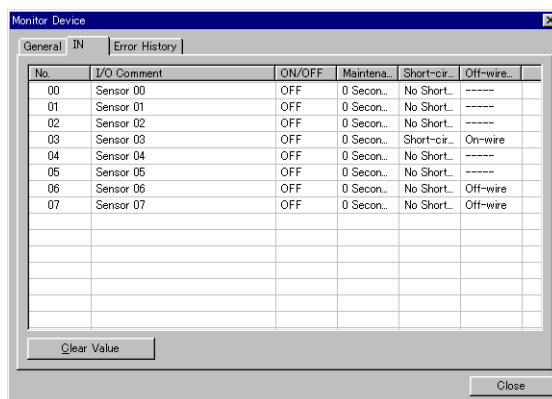 Monitor Device
General IN Error History
No. I/O Comment ON/OFF Maintena... Short-cir... Off-wire...
00 Sensor 00 OFF 0 Secon... No Short... -----
01 Sensor 01 OFF 0 Secon... No Short... -----
02 Sensor 02 OFF 0 Secon... No Short... -----
03 Sensor 03 OFF 0 Secon... Short-cir... On-wire
04 Sensor 04 OFF 0 Secon... No Short... -----
05 Sensor 05 OFF 0 Secon... No Short... -----
06 Sensor 06 OFF 0 Secon... No Short... Off-wire
07 Sensor 07 OFF 0 Secon... No Short... Off-wire
Clear Value
Close